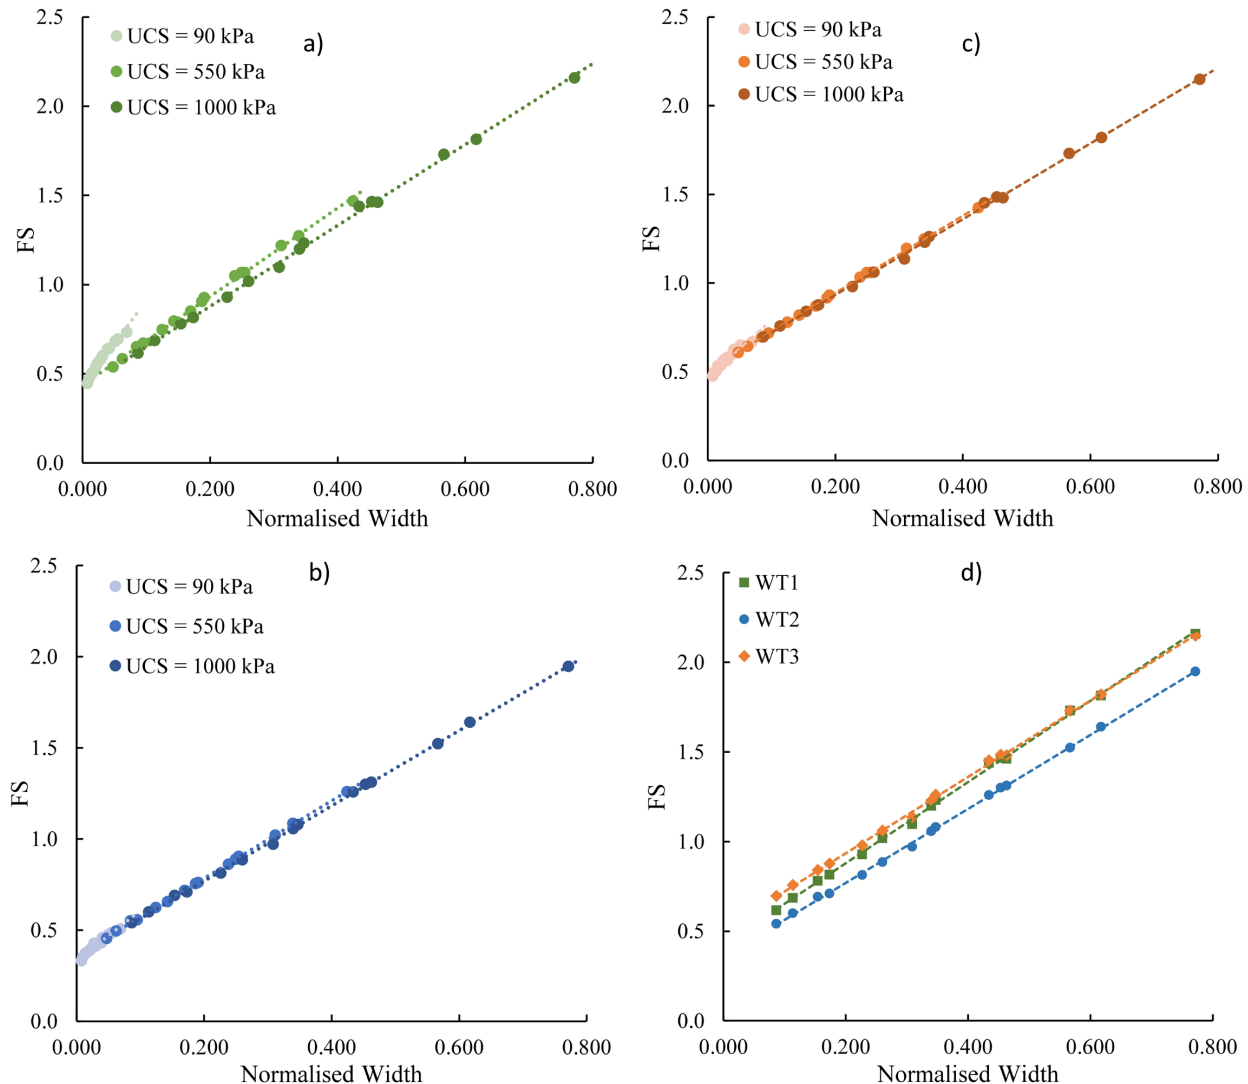 a)
UCS = 90 kPa
UCS = 550 kPa
UCS = 1000 kPa
2.5
2.0
1.5
1.0
0.5
0.0
FS
0.000 0.200 0.400 0.600 0.800
Normalised Width
c)
UCS = 90 kPa
UCS = 550 kPa
UCS = 1000 kPa
2.5
2.0
1.5
1.0
0.5
0.0
FS
0.000 0.200 0.400 0.600 0.800
Normalised Width
b)
UCS = 90 kPa
UCS = 550 kPa
UCS = 1000 kPa
2.5
2.0
1.5
1.0
0.5
0.0
FS
0.000 0.200 0.400 0.600 0.800
Normalised Width
d)
WT1
WT2
WT3
2.5
2.0
1.5
1.0
0.5
0.0
FS
0.000 0.200 0.400 0.600 0.800
Normalised Width